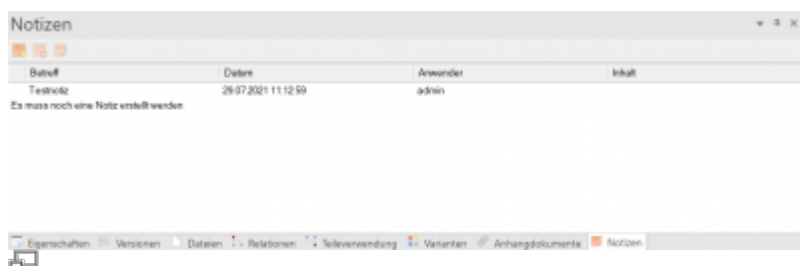 Notizen
Betreff Datum Anwender Inhalt
Testnotiz 29.07.2021 11:12:59 admin
Es muss noch eine Notiz erstellt werden
Eigenschaften Versionen Dateien Relationen Teileverwendung Varianten Anhangdokumente Notizen